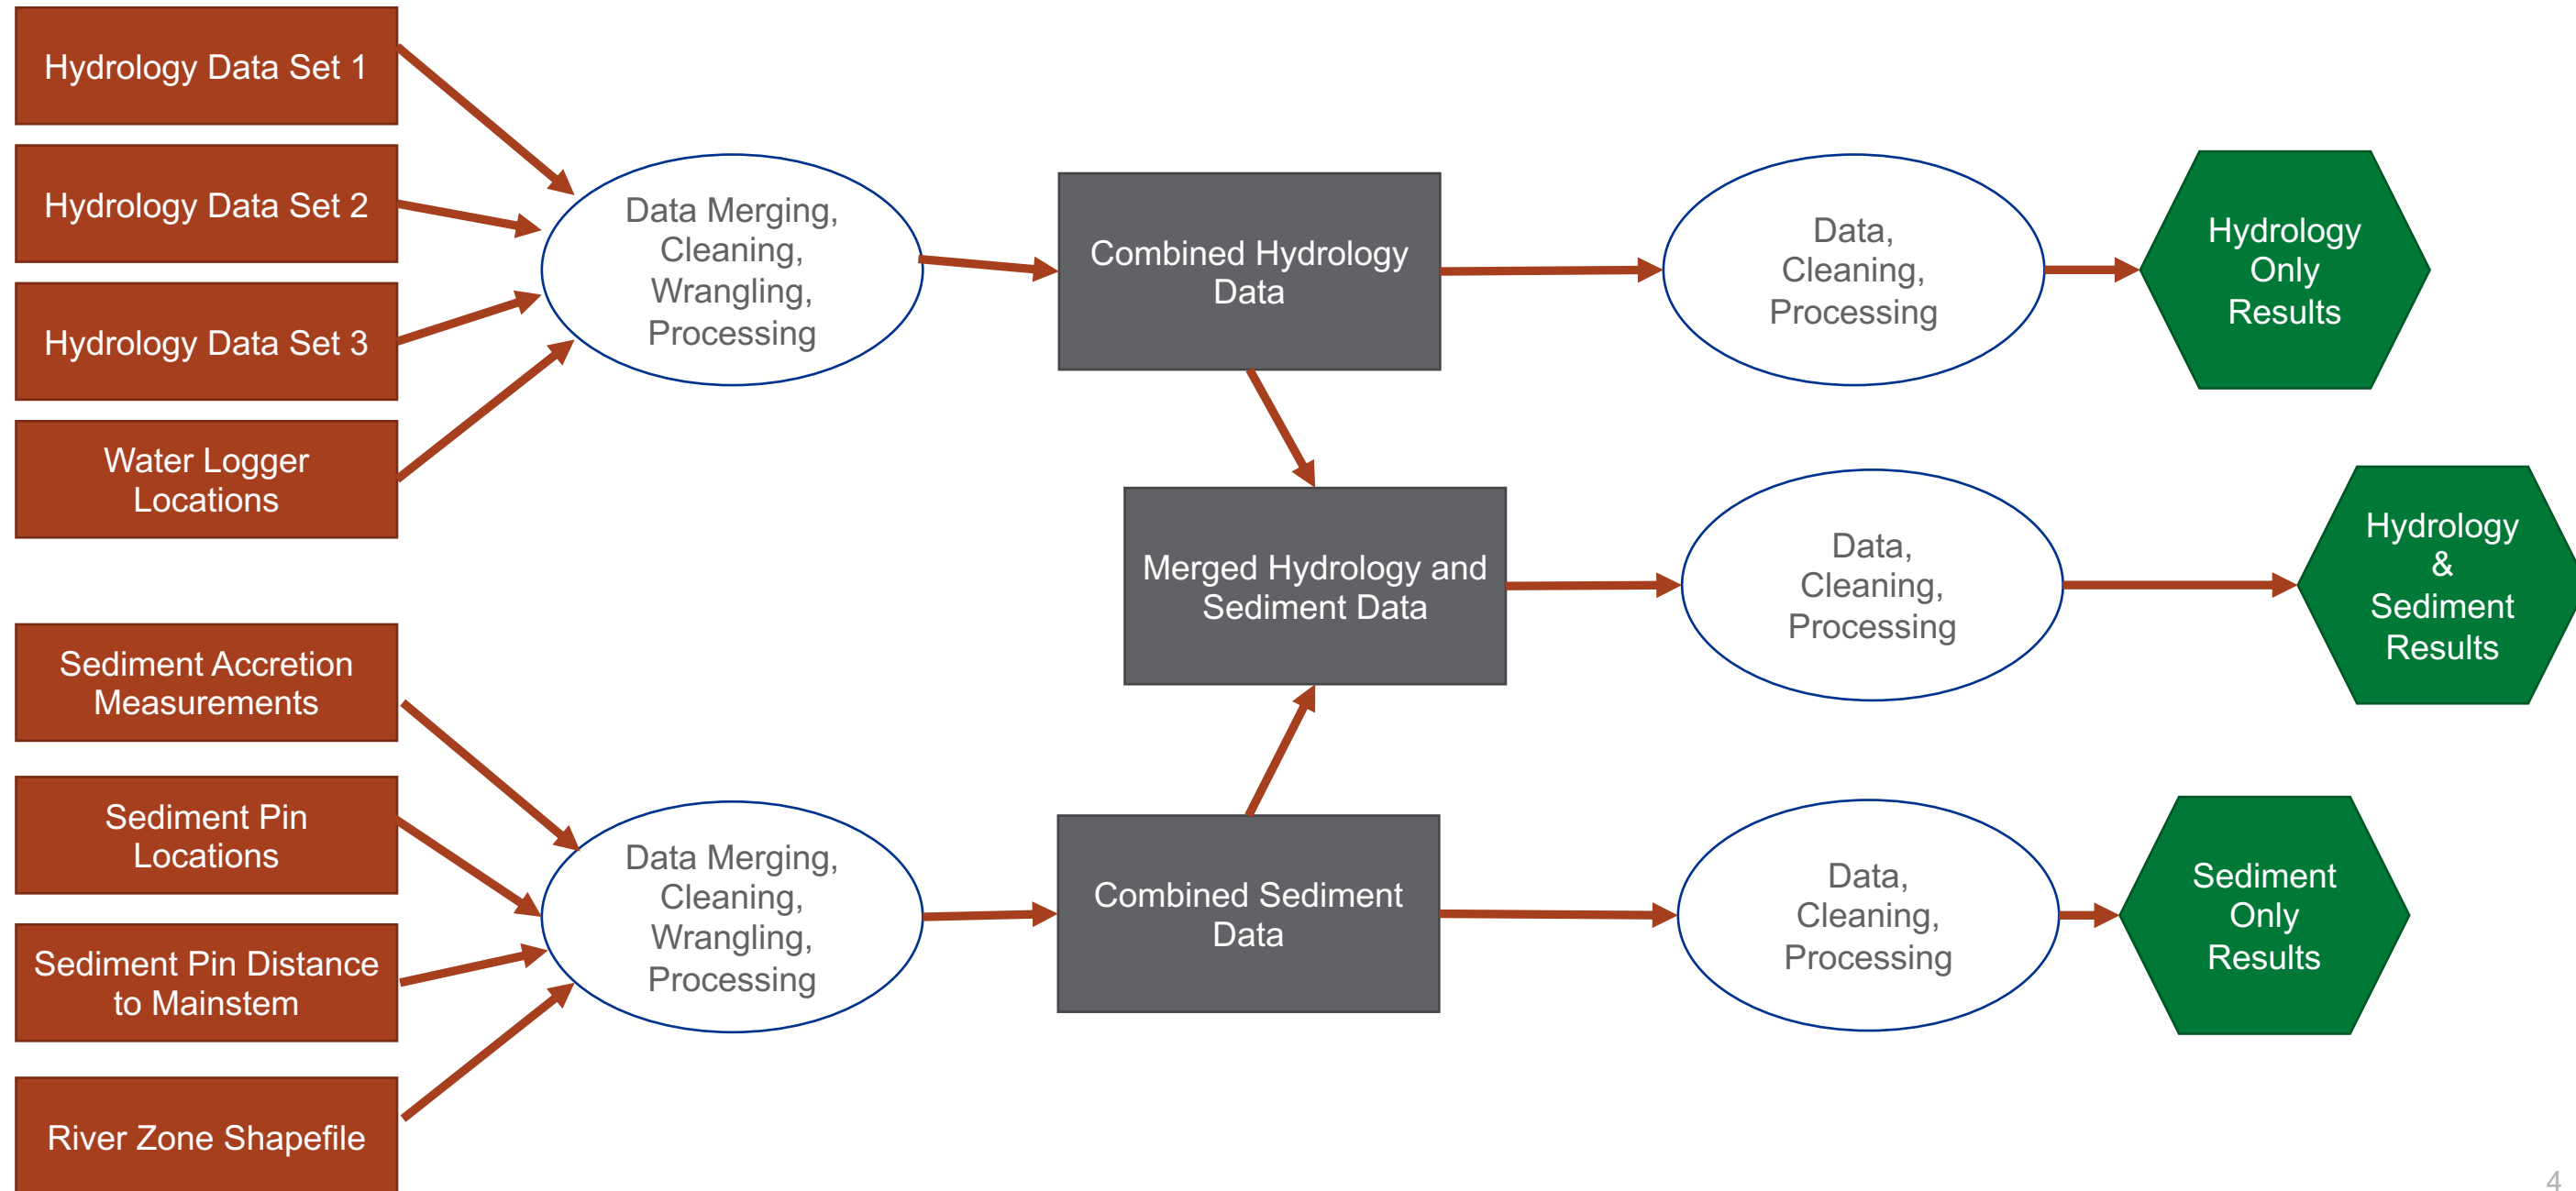 Hydrology Data Set 1
Hydrology Data Set 2
Hydrology Data Set 3
Water Logger
Locations
Data Merging,
Cleaning,
Wrangling,
Processing
Combined Hydrology
Data
Data,
Cleaning,
Processing
Hydrology
Only
Results
Merged Hydrology and
Sediment Data
Data,
Cleaning,
Processing
Hydrology
&
Sediment
Results
Sediment Accretion
Measurements
Sediment Pin
Locations
Sediment Pin Distance
to Mainstem
River Zone Shapefile
Data Merging,
Cleaning,
Wrangling,
Processing
Combined Sediment
Data
Data,
Cleaning,
Processing
Sediment
Only
Results
4